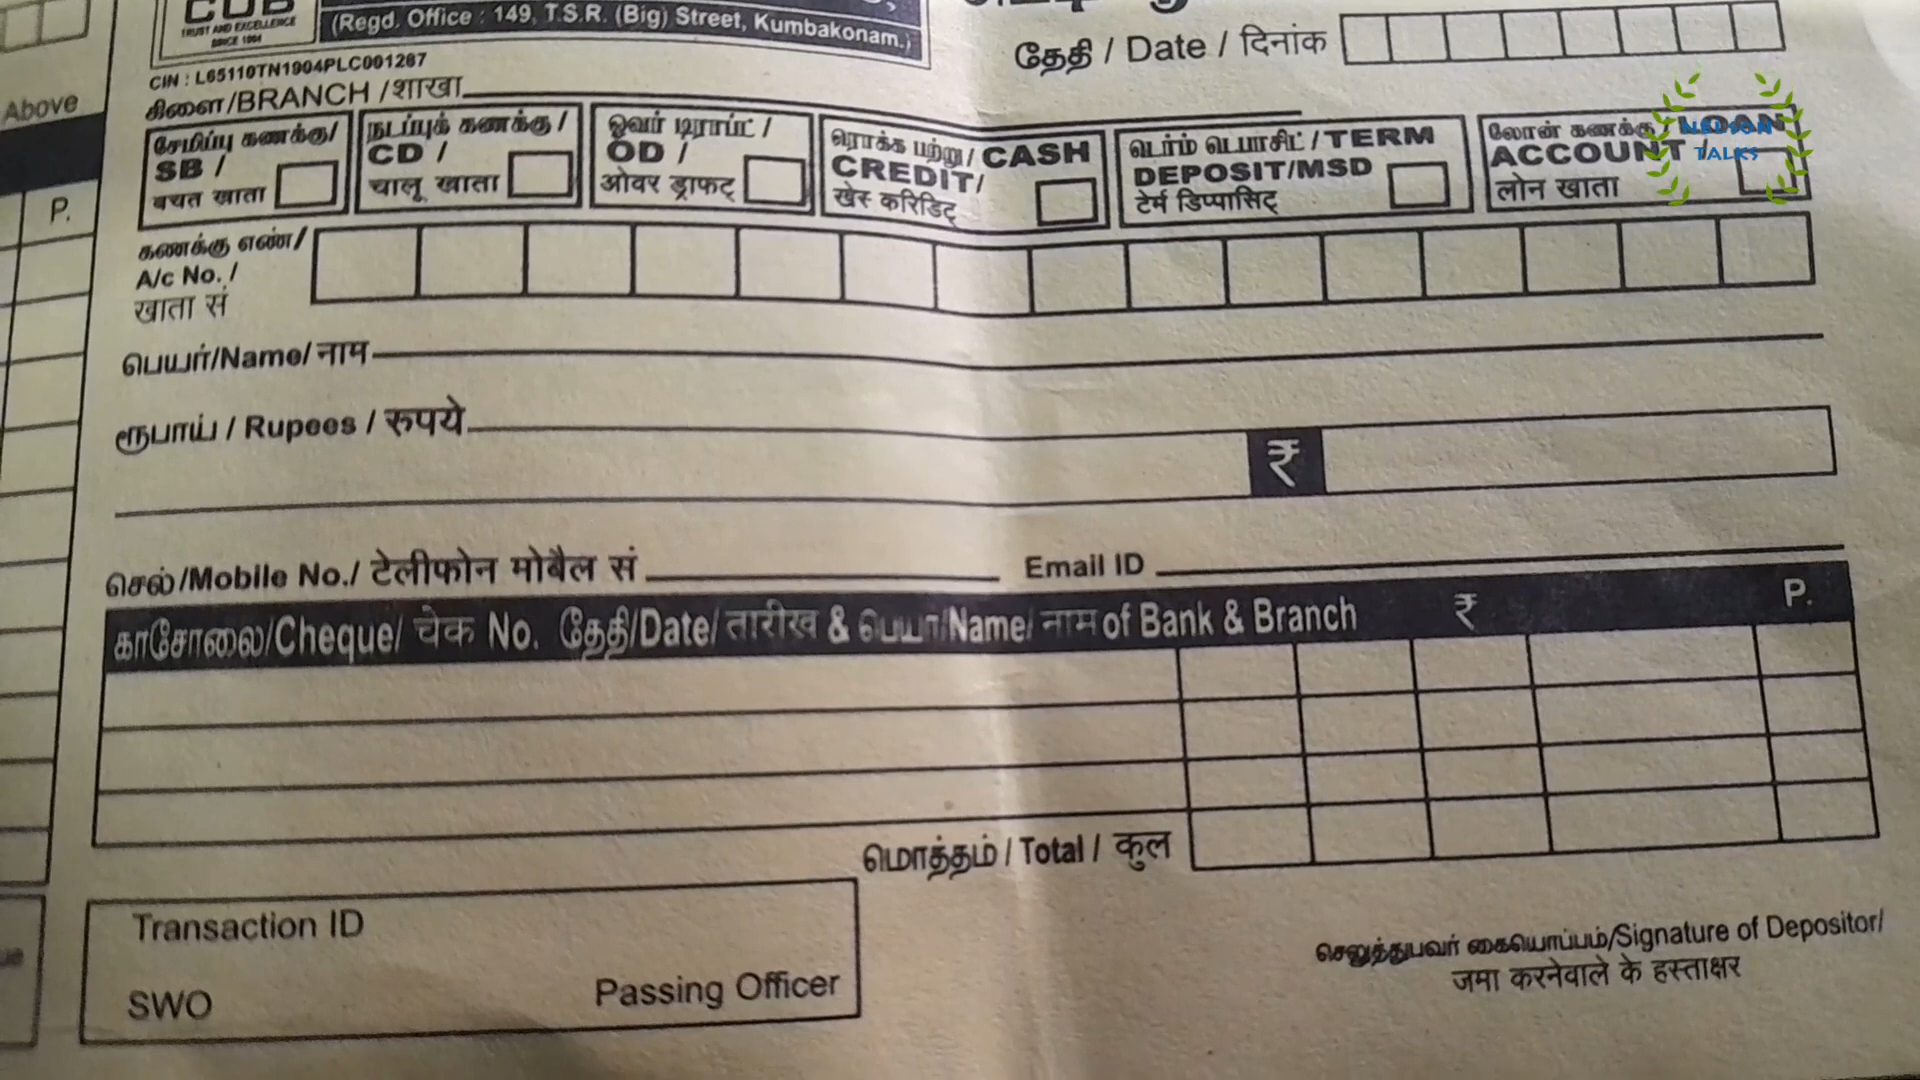 CUB
TRUST AND EXCELLENCE
SINCE 1904
(Regd. Office : 149, T.S.R. (Big) Street, Kumbakonam.)
CIN : L65110TN1904PLC001287
தேதி / Date / दिनांक
கிளை/BRANCH /शाखा
Above
P.
சேமிப்பு கணக்கு/
SB /
बचत खाता
நடப்புக் கணக்கு /
CD /
चालू खाता
ஓவர் டிராப்ட் /
OD /
ओवर ड्राफट्
ரொக்க பற்று/ CASH
CREDIT/
खेस करिडिट्
டெர்ம் டெபாசிட் / TERM
DEPOSIT/MSD
टेर्म डिप्पासिट्
லோன் கணக்கு / LOAN
ACCOUNT /
लोन खाता
NELSON
TALKS
கணக்கு எண்/
A/c No. /
खाता सं
பெயர்/Name/ नाम
ரூபாய் / Rupees / रुपये
₹
செல்/Mobile No./ टेलीफोन मोबैल सं
Email ID
காசோலை/Cheque/ चेक No. தேதி/Date/ तारीख & பெயர்/Name/ नाम of Bank & Branch ₹ P.
மொத்தம் / Total / कुल
Transaction ID
SWO
Passing Officer
செலுத்துபவர் கையொப்பம்/Signature of Depositor/
जमा करनेवाले के हस्ताक्षर